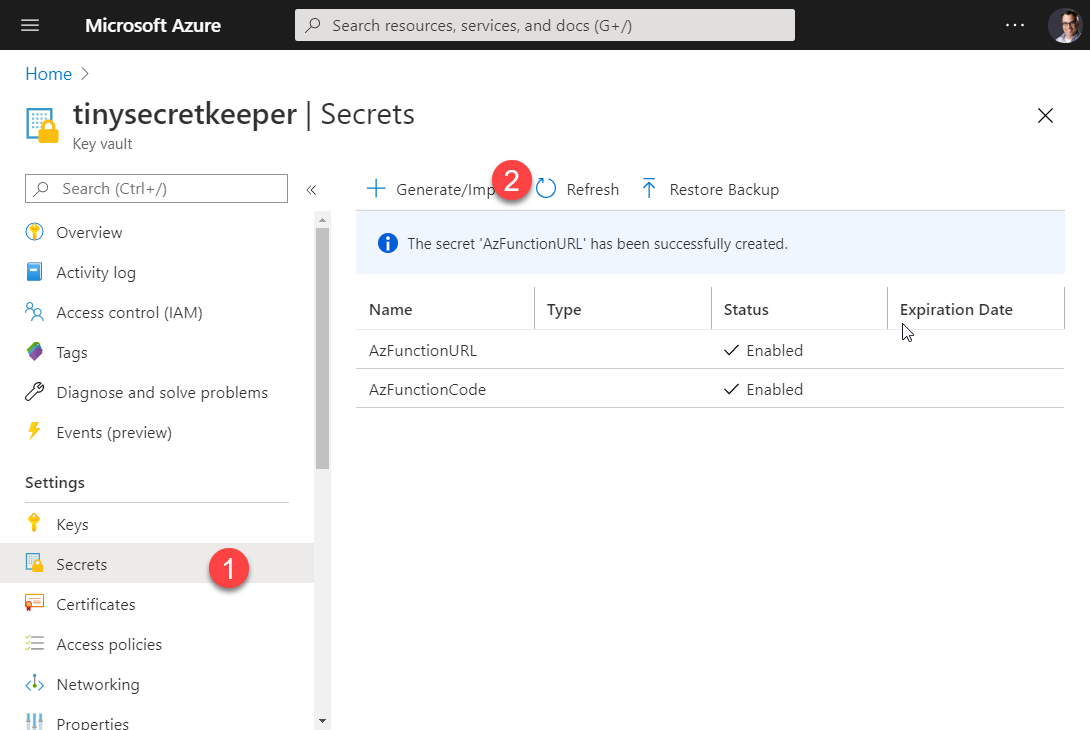 Microsoft Azure
Search resources, services, and docs (G+/)
Home
tinysecretkeeper | Secrets
Key vault
Search (Ctrl+/)
Generate/Imp
2
Refresh
Restore Backup
Overview
Activity log
Access control (IAM)
Tags
Diagnose and solve problems
Events (preview)
Settings
Keys
Secrets
1
Certificates
Access policies
Networking
Properties
The secret 'AzFunctionURL' has been successfully created.
Name Type Status Expiration Date
AzFunctionURL Enabled
AzFunctionCode Enabled